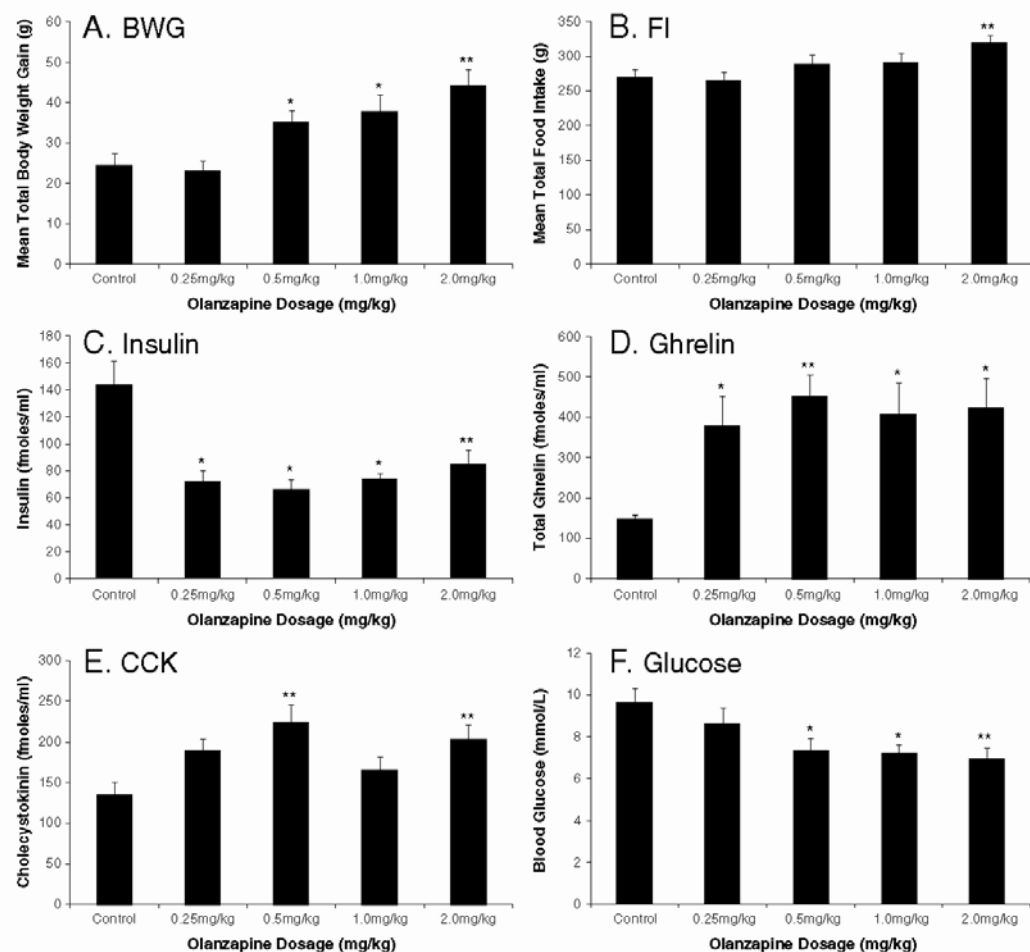 A. BWG
Mean Total Body Weight Gain (g)
60
50
40
30
20
10
0
*
*
**
Control
0.25mg/kg
0.5mg/kg
1.0mg/kg
2.0mg/kg
Olanzapine Dosage (mg/kg)
B. FI
Mean Total Food Intake (g)
350
300
250
200
150
100
50
0
**
Control
0.25mg/kg
0.5mg/kg
1.0mg/kg
2.0mg/kg
Olanzapine Dosage (mg/kg)
C. Insulin
Insulin (fmoles/ml)
180
160
140
120
100
80
60
40
20
0
*
*
*
**
Control
0.25mg/kg
0.5mg/kg
1.0mg/kg
2.0mg/kg
Olanzapine Dosage (mg/kg)
D. Ghrelin
Total Ghrelin (fmoles/ml)
600
500
400
300
200
100
0
*
**
*
*
Control
0.25mg/kg
0.5mg/kg
1.0mg/kg
2.0mg/kg
Olanzapine Dosage (mg/kg)
E. CCK
Cholecystokinin (fmoles/ml)
300
250
200
150
100
50
0
**
**
Control
0.25mg/kg
0.5mg/kg
1.0mg/kg
2.0mg/kg
Olanzapine Dosage (mg/kg)
F. Glucose
Blood Glucose (mmol/L)
12
10
8
6
4
2
0
*
*
**
Control
0.25mg/kg
0.5mg/kg
1.0mg/kg
2.0mg/kg
Olanzapine Dosage (mg/kg)